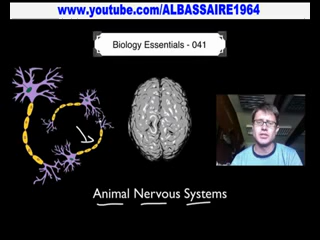 www.youtube.com/ALBASSAIRE1964
Biology Essentials - 041
Animal Nervous Systems